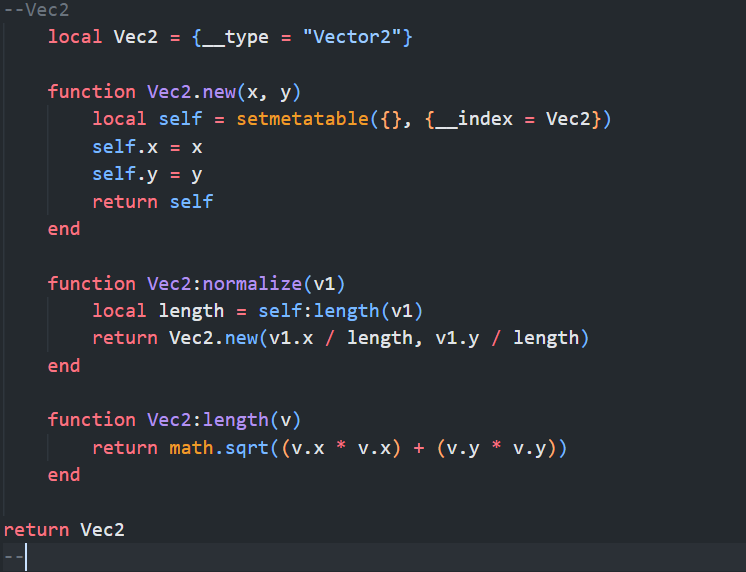 --Vec2
local Vec2 = {__type = "Vector2"}
function Vec2.new(x, y)
local self = setmetatable({}, {__index = Vec2})
self.x = x
self.y = y
return self
end
function Vec2:normalize(v1)
local length = self:length(v1)
return Vec2.new(v1.x / length, v1.y / length)
end
function Vec2:length(v)
return math.sqrt((v.x * v.x) + (v.y * v.y))
end
return Vec2
--